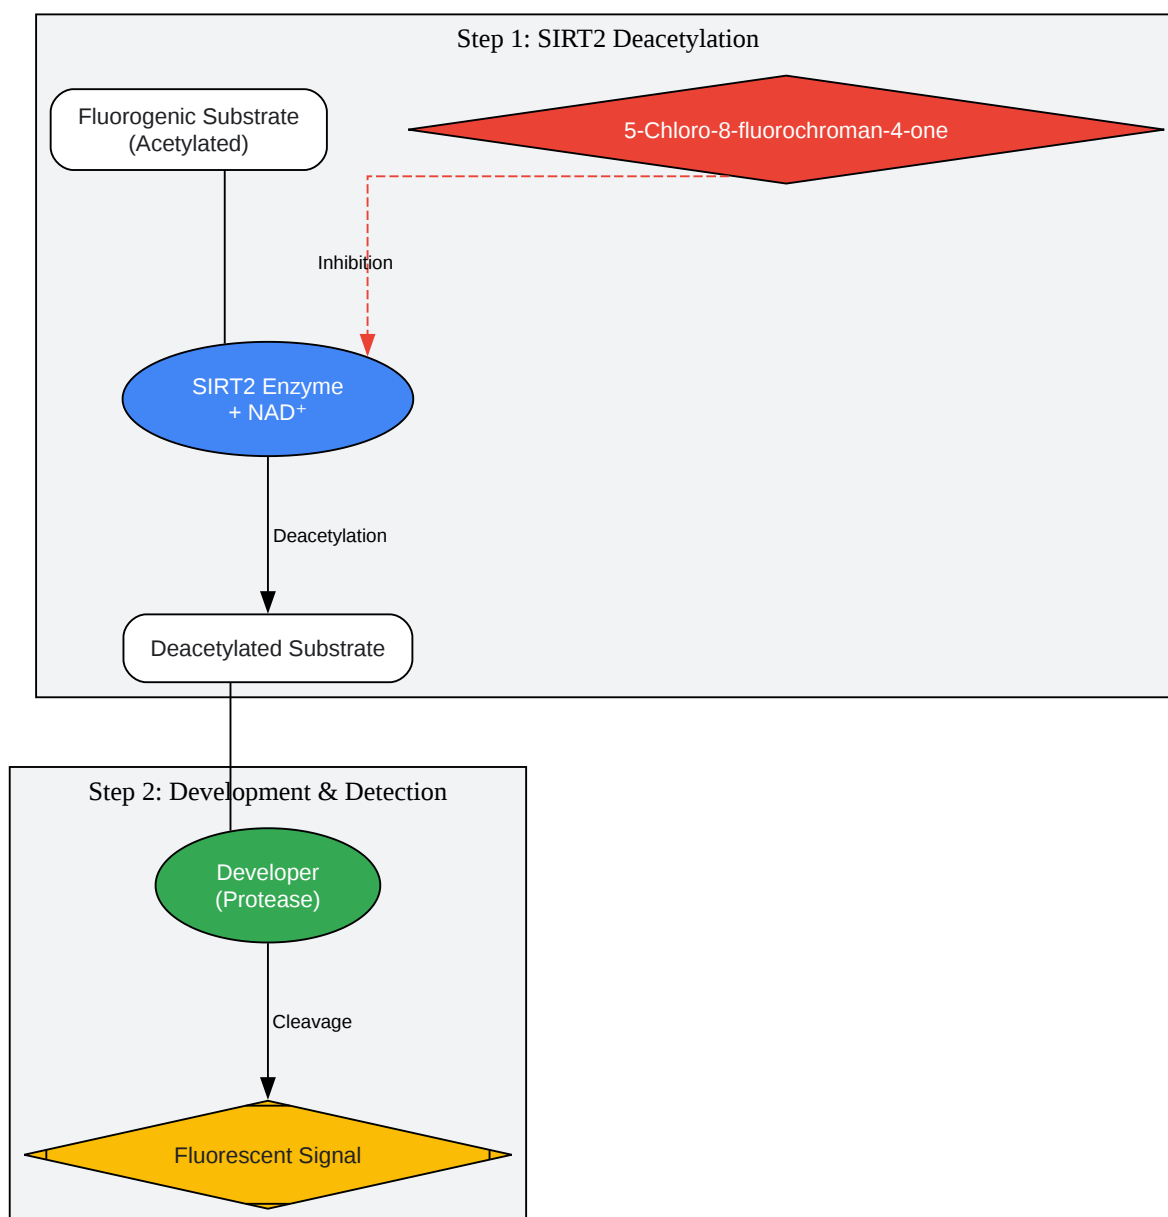 Step 1: SIRT2 Deacetylation
Fluorogenic Substrate
(Acetylated)
5-Chloro-8-fluorochroman-4-one
Inhibition
SIRT2 Enzyme
+ NAD⁺
Deacetylation
Deacetylated Substrate
Step 2: Development & Detection
Developer
(Protease)
Cleavage
Fluorescent Signal